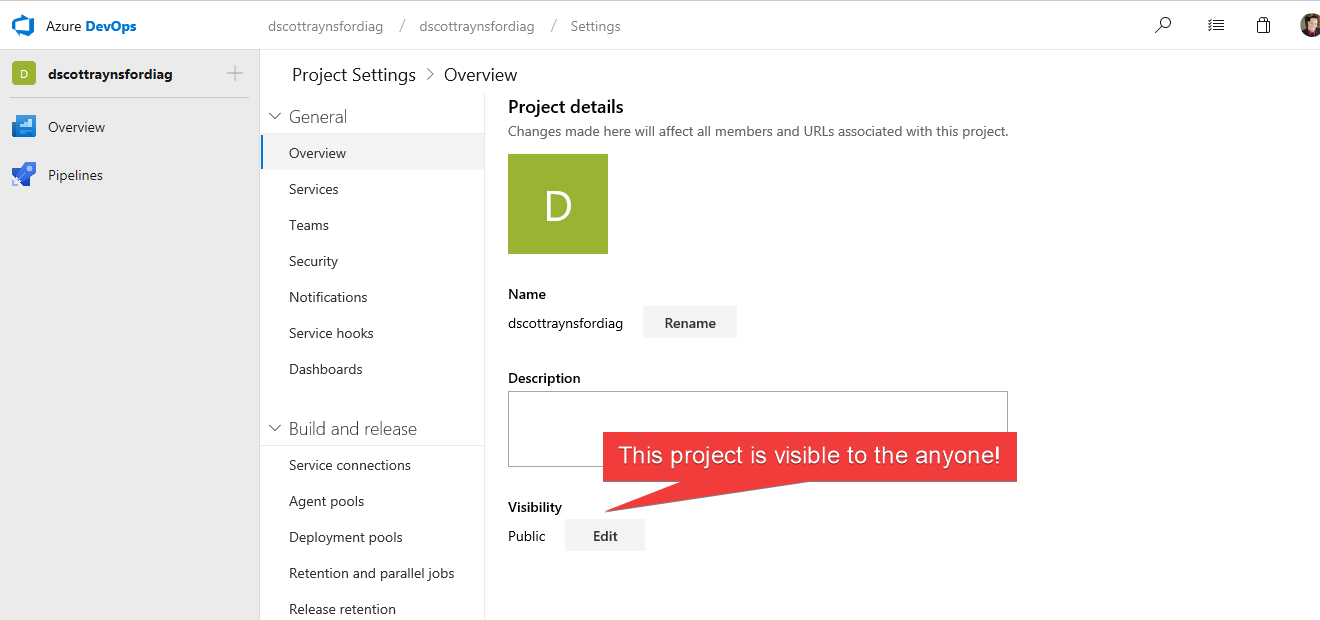 Azure DevOps
dscottraynsfordiag / dscottraynsfordiag / Settings
D dscottraynsfordiag
Overview
Pipelines
Project Settings > Overview
General
Overview
Services
Teams
Security
Notifications
Service hooks
Dashboards
Build and release
Service connections
Agent pools
Deployment pools
Retention and parallel jobs
Release retention
Project details
Changes made here will affect all members and URLs associated with this project.
D
Name
dscottraynsfordiag Rename
Description
This project is visible to the anyone!
Visibility
Public Edit